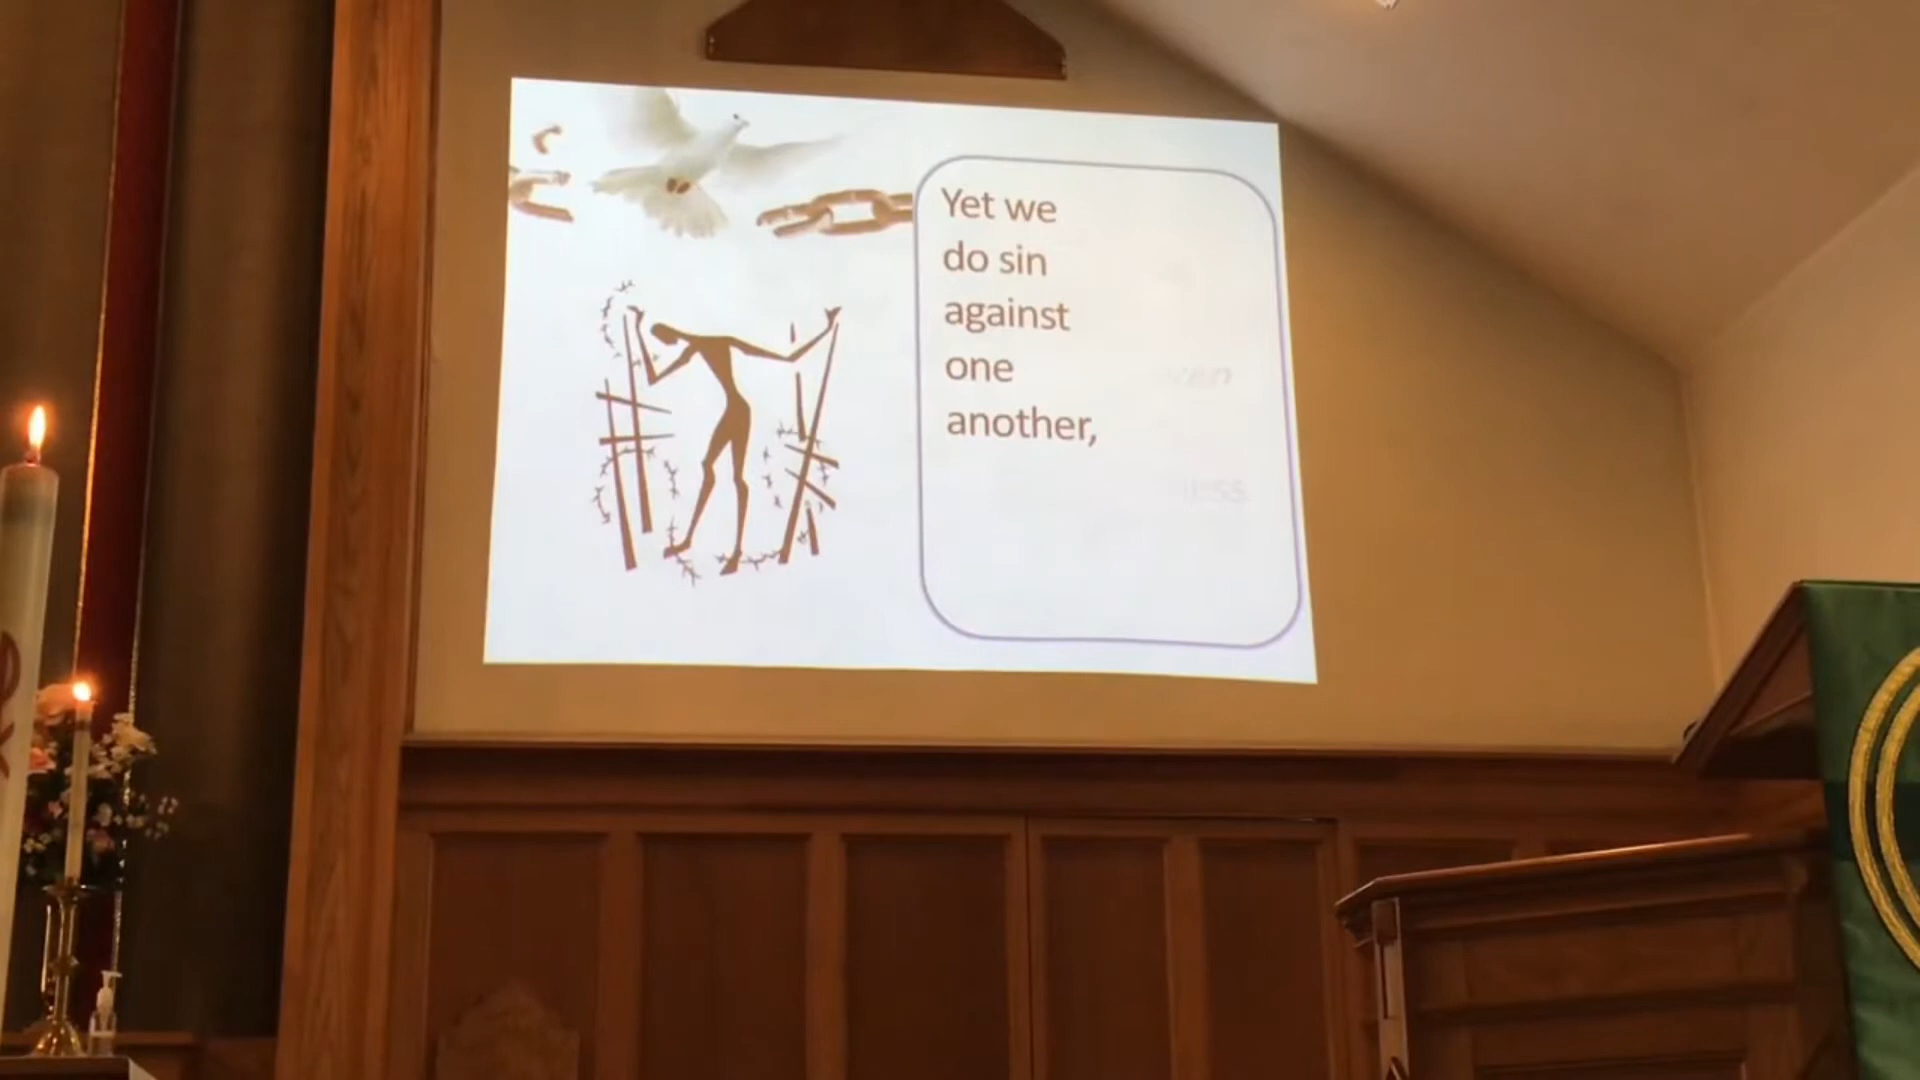 Yet we
do sin
against
one
another,